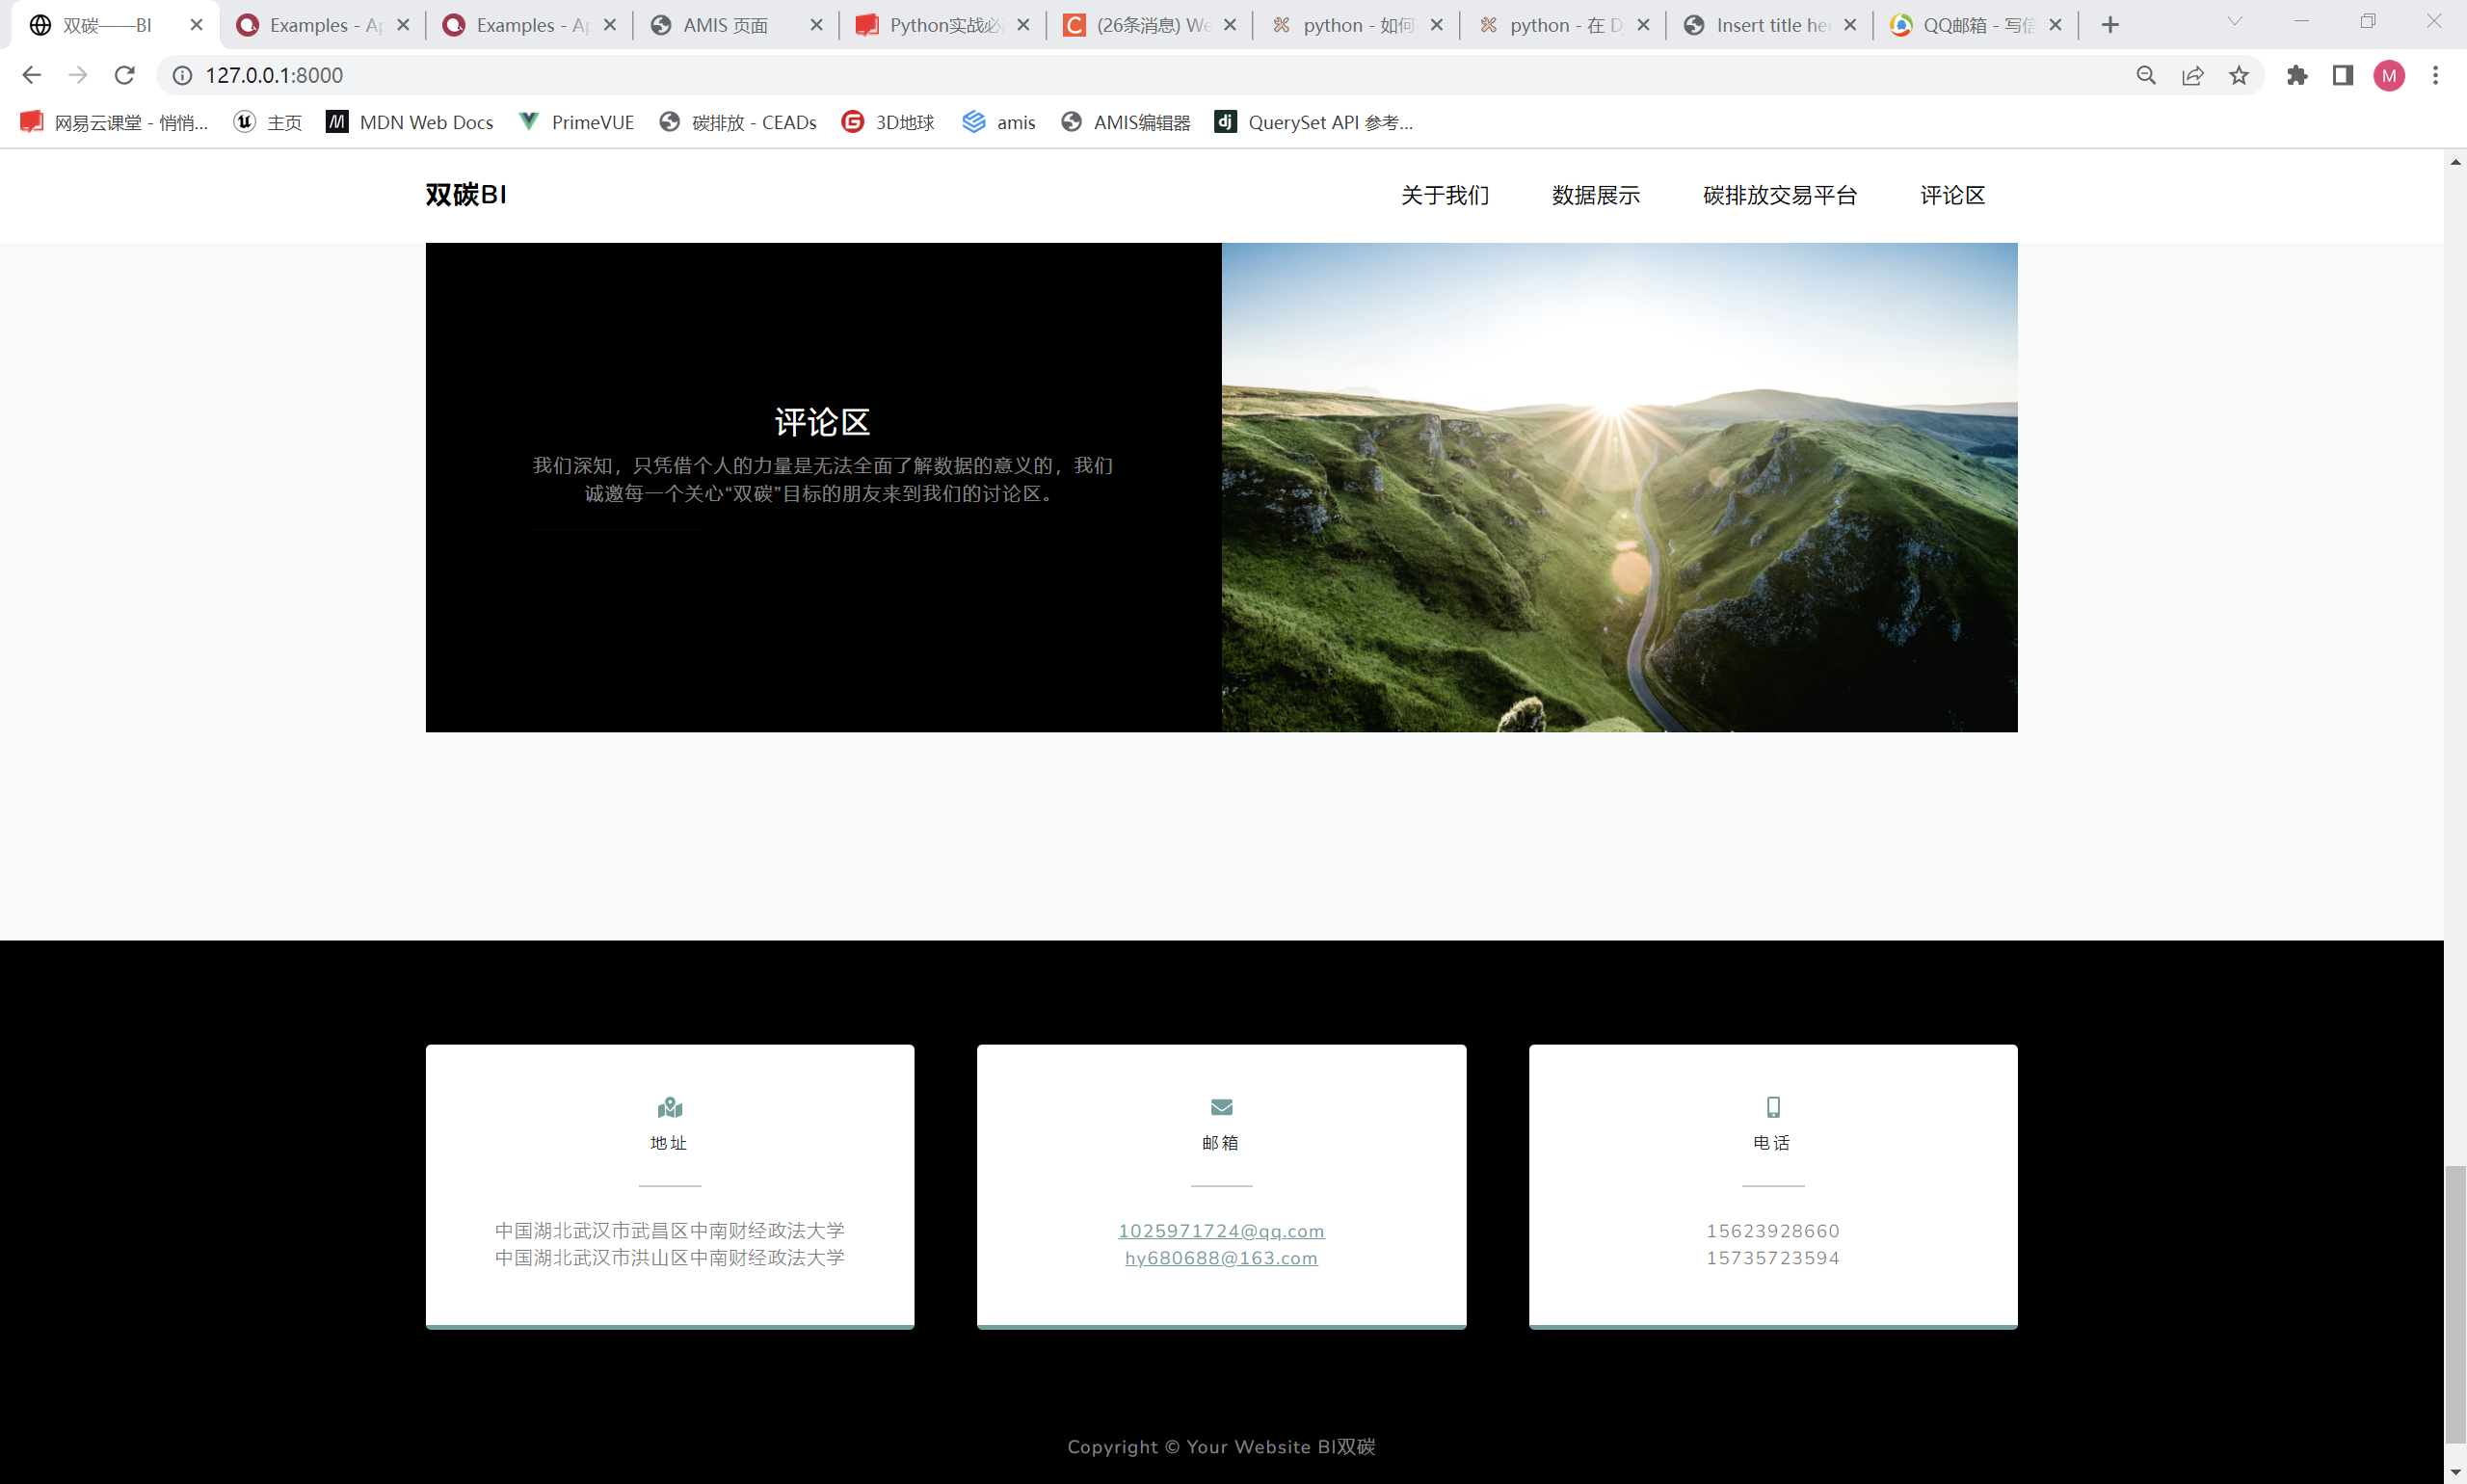 双碳——BI
Examples - Ap
Examples - Ap
AMIS 页面
Python实战必
(26条消息) We
python - 如何
python - 在 D
Insert title her
QQ邮箱 - 写信
127.0.0.1:8000
M
网易云课堂 - 悄悄...
主页
MDN Web Docs
PrimeVUE
碳排放 - CEADs
3D地球
amis
AMIS编辑器
dj
QuerySet API 参考...
双碳BI
关于我们
数据展示
碳排放交易平台
评论区
评论区
我们深知，只凭借个人的力量是无法全面了解数据的意义的，我们
诚邀每一个关心“双碳”目标的朋友来到我们的讨论区。
地址
中国湖北武汉市武昌区中南财经政法大学
中国湖北武汉市洪山区中南财经政法大学
邮箱
1025971724@qq.com
hy680688@163.com
电话
15623928660
15735723594
Copyright © Your Website BI双碳